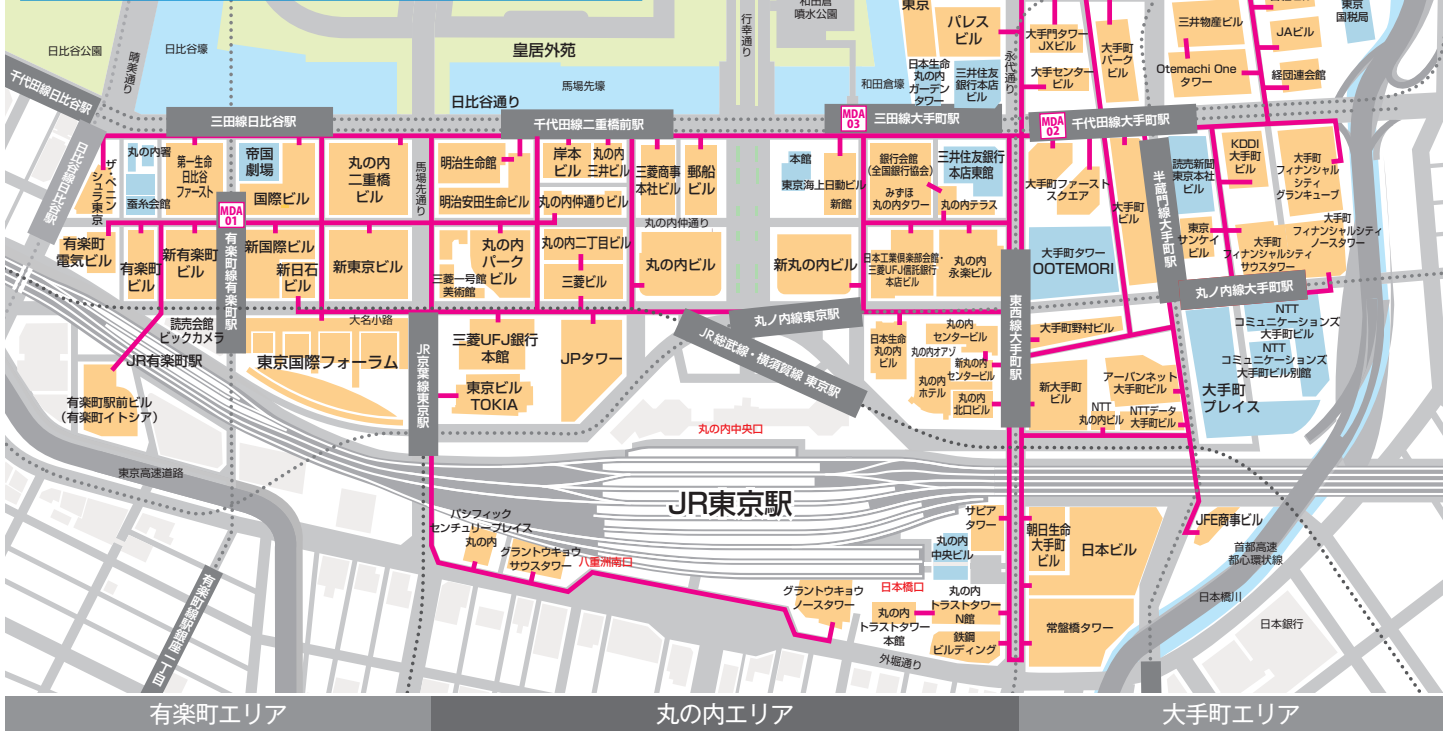 東京
和田倉
噴水公園
東京
国税局
日比谷公園
晴美通り
日比谷壕
皇居外苑
行幸通り
パレス
ビル
永代通り
大手門タワー
JXビル
大手町
パーク
ビル
三井物産ビル
JAビル
日比谷通り
馬場先壕
和田倉壕
日本生命
丸の内
ガーデン
タワー
三井住友
銀行本店
ビル
大手センター
ビル
Otemachi One
タワー
経団連会館
千代田線日比谷駅
三田線日比谷駅
千代田線二重橋前駅
MDA
03
三田線大手町駅
MDA
02
千代田線大手町駅
日比谷線日比谷駅
ザ・ペニン
シュラ東京
丸の内署
蚕糸会館
第一生命
日比谷
ファースト
帝国
劇場
国際ビル
丸の内
二重橋
ビル
馬場先通り
明治生命館
明治安田生命ビル
岸本
ビル
丸の内
三井ビル
丸の内仲通りビル
三菱商事
本社ビル
郵船
ビル
本館
東京海上日動ビル
新館
銀行会館
(全国銀行協会)
みずほ
丸の内タワー
三井住友銀行
本店東館
丸の内テラス
大手町ファースト
スクエア
大手町
ビル
半蔵門線大手町駅
読売新聞
東京本社
ビル
KDDI
大手町
ビル
大手町
フィナンシャル
シティ
グランキューブ
MDA
01
丸の内仲通り
有楽町
電気ビル
有楽町
ビル
新有楽町
ビル
有楽町線有楽町駅
新国際ビル
新日石
ビル
新東京ビル
三菱一号館
美術館
丸の内
パーク
ビル
丸の内二丁目ビル
三菱ビル
丸の内ビル
新丸の内ビル
日本工業倶楽部会館・
三菱UFJ信託銀行
本店ビル
丸の内
永楽ビル
大手町タワー
OOTEMORI
東京
サンケイ
ビル
大手町
フィナンシャルシティ
サウスタワー
大手町
フィナンシャルシティ
ノースタワー
丸ノ内線大手町駅
大名小路
読売会館
ビックカメラ
JR有楽町駅
東京国際フォーラム
JR京葉線東京駅
三菱UFJ銀行
本館
東京ビル
TOKIA
JPタワー
丸ノ内線東京駅
JR総武線・横須賀線 東京駅
日本生命
丸の内
ビル
丸の内
センタービル
丸の内オアゾ
新丸の内
センタービル
丸の内
ホテル
丸の内
北口ビル
東西線大手町駅
大手町野村ビル
新大手町
ビル
アーバンネット
大手町ビル
NTT
丸の内ビル
NTTデータ
大手町ビル
大手町
プレイス
NTT
コミュニケーションズ
大手町ビル
NTT
コミュニケーションズ
大手町ビル別館
有楽町駅前ビル
(有楽町イトシア)
丸の内中央口
東京高速道路
JR東京駅
パシフィック
センチュリープレイス
丸の内
グラントウキョウ
サウスタワー
八重洲南口
サピア
タワー
丸の内
中央ビル
朝日生命
大手町
ビル
日本ビル
JFE商事ビル
首都高速
都心環状線
グラントウキョウ
ノースタワー
日本橋口
丸の内
トラストタワー
N館
丸の内
トラストタワー
本館
鉄鋼
ビルディング
常盤橋タワー
日本橋川
日本銀行
外堀通り
有楽町線銀座一丁目駅
有楽町エリア
丸の内エリア
大手町エリア